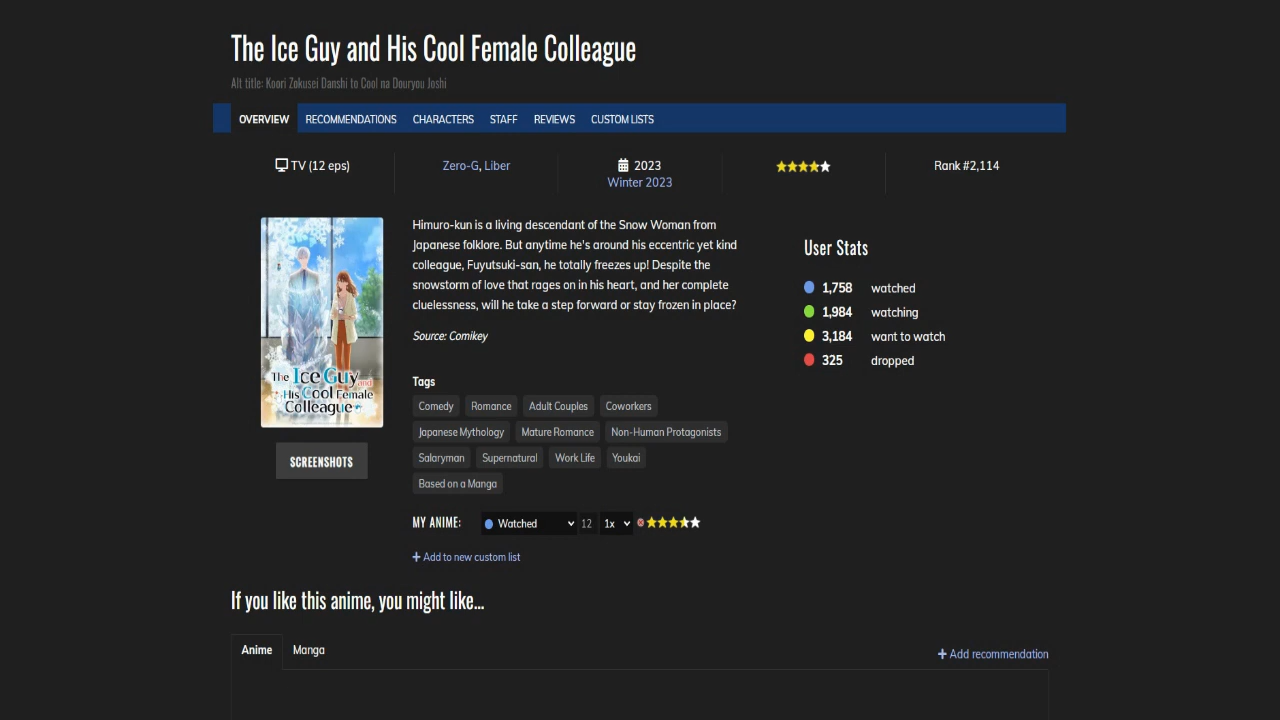 The Ice Guy and His Cool Female Colleague
Alt title: Koori Zokusei Danshi to Cool na Douryou Joshi
OVERVIEW RECOMMENDATIONS CHARACTERS STAFF REVIEWS CUSTOM LISTS
TV (12 eps) Zero-G, Liber 2023 Rank #2,114
Winter 2023
Himuro-kun is a living descendant of the Snow Woman from
Japanese folklore. But anytime he's around his eccentric yet kind
colleague, Fuyutsuki-san, he totally freezes up! Despite the
snowstorm of love that rages on in his heart, and her complete
cluelessness, will he take a step forward or stay frozen in place?
Source: Comikey
The Ice Guy and
His Cool Female
Colleague
SCREENSHOTS
Tags
Comedy Romance Adult Couples Coworkers
Japanese Mythology Mature Romance Non-Human Protagonists
Salaryman Supernatural Work Life Youkai
Based on a Manga
MY ANIME: Watched 12 1x
+ Add to new custom list
User Stats
1,758 watched
1,984 watching
3,184 want to watch
325 dropped
If you like this anime, you might like...
Anime Manga
+ Add recommendation